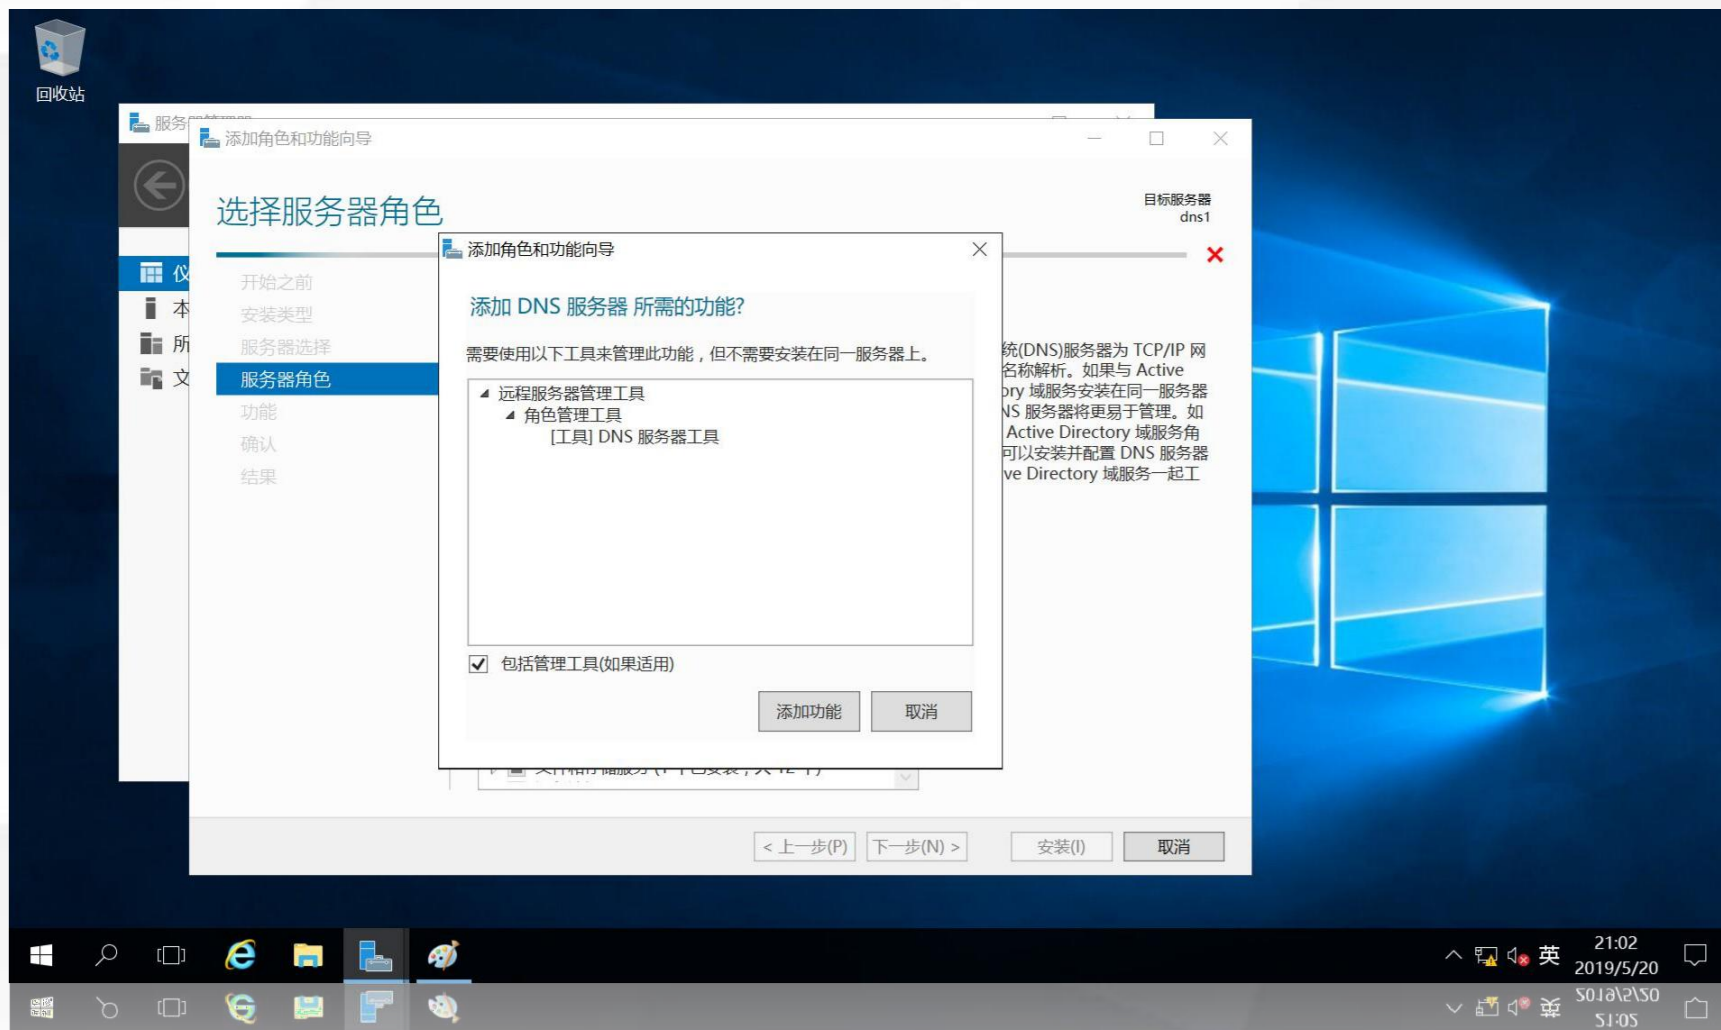 回收站
添加角色和功能向导
选择服务器角色
目标服务器
dns1
开始之前
安装类型
服务器选择
服务器角色
功能
确认
结果
添加角色和功能向导
添加 DNS 服务器 所需的功能?
需要使用以下工具来管理此功能，但不需要安装在同一服务器上。
远程服务器管理工具
角色管理工具
[工具] DNS 服务器工具
包括管理工具(如果适用)
添加功能
取消
统(DNS)服务器为 TCP/IP 网
名称解析。如果与 Active
ory 域服务安装在同一服务器
NS 服务器将更易于管理。如
Active Directory 域服务角
可以安装并配置 DNS 服务器
ve Directory 域服务一起工
< 上一步(P)
下一步(N) >
安装(I)
取消
服务
仪
本
所
文
英
21:02
2019/5/20